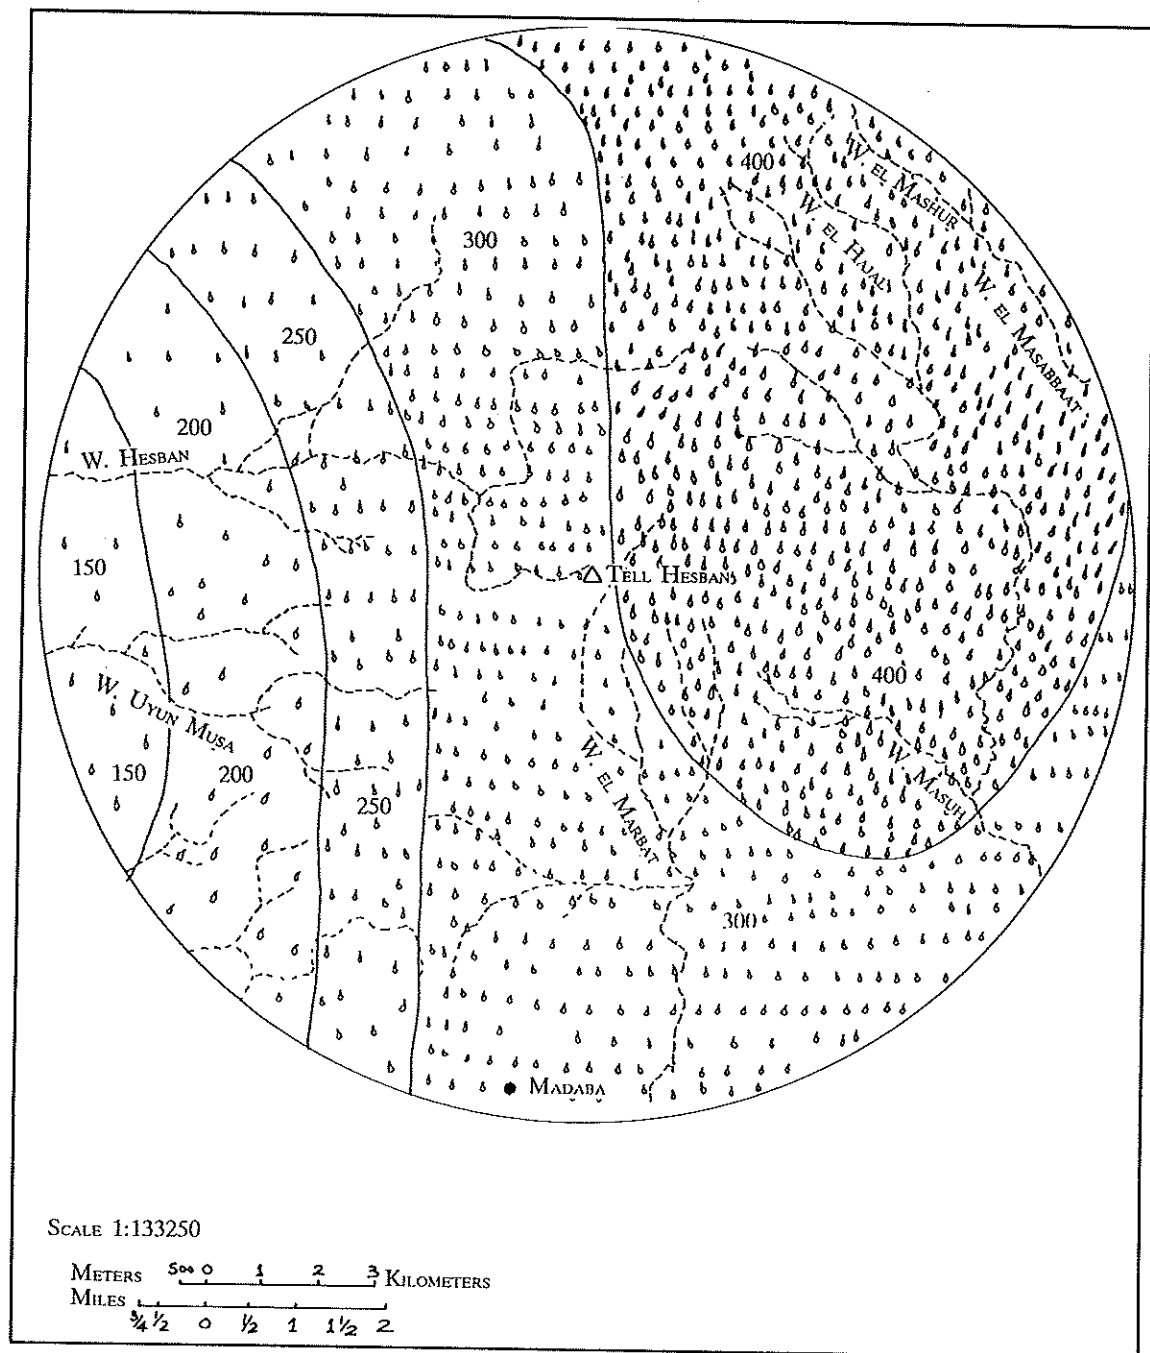 400
W. EL MASHUR
W. EL HAJAL
300
W. EL MASABBAAT
250
200
W. HESBAN
150
TELL HESBAN
400
W. UYUN MUSA
150
200
W. EL MARBAT
W. MASUH
250
300
MADABA
SCALE 1:133250
METERS 500 0 1 2 3 KILOMETERS
MILES
3/4 1/2 0 1/2 1 1 1/2 2